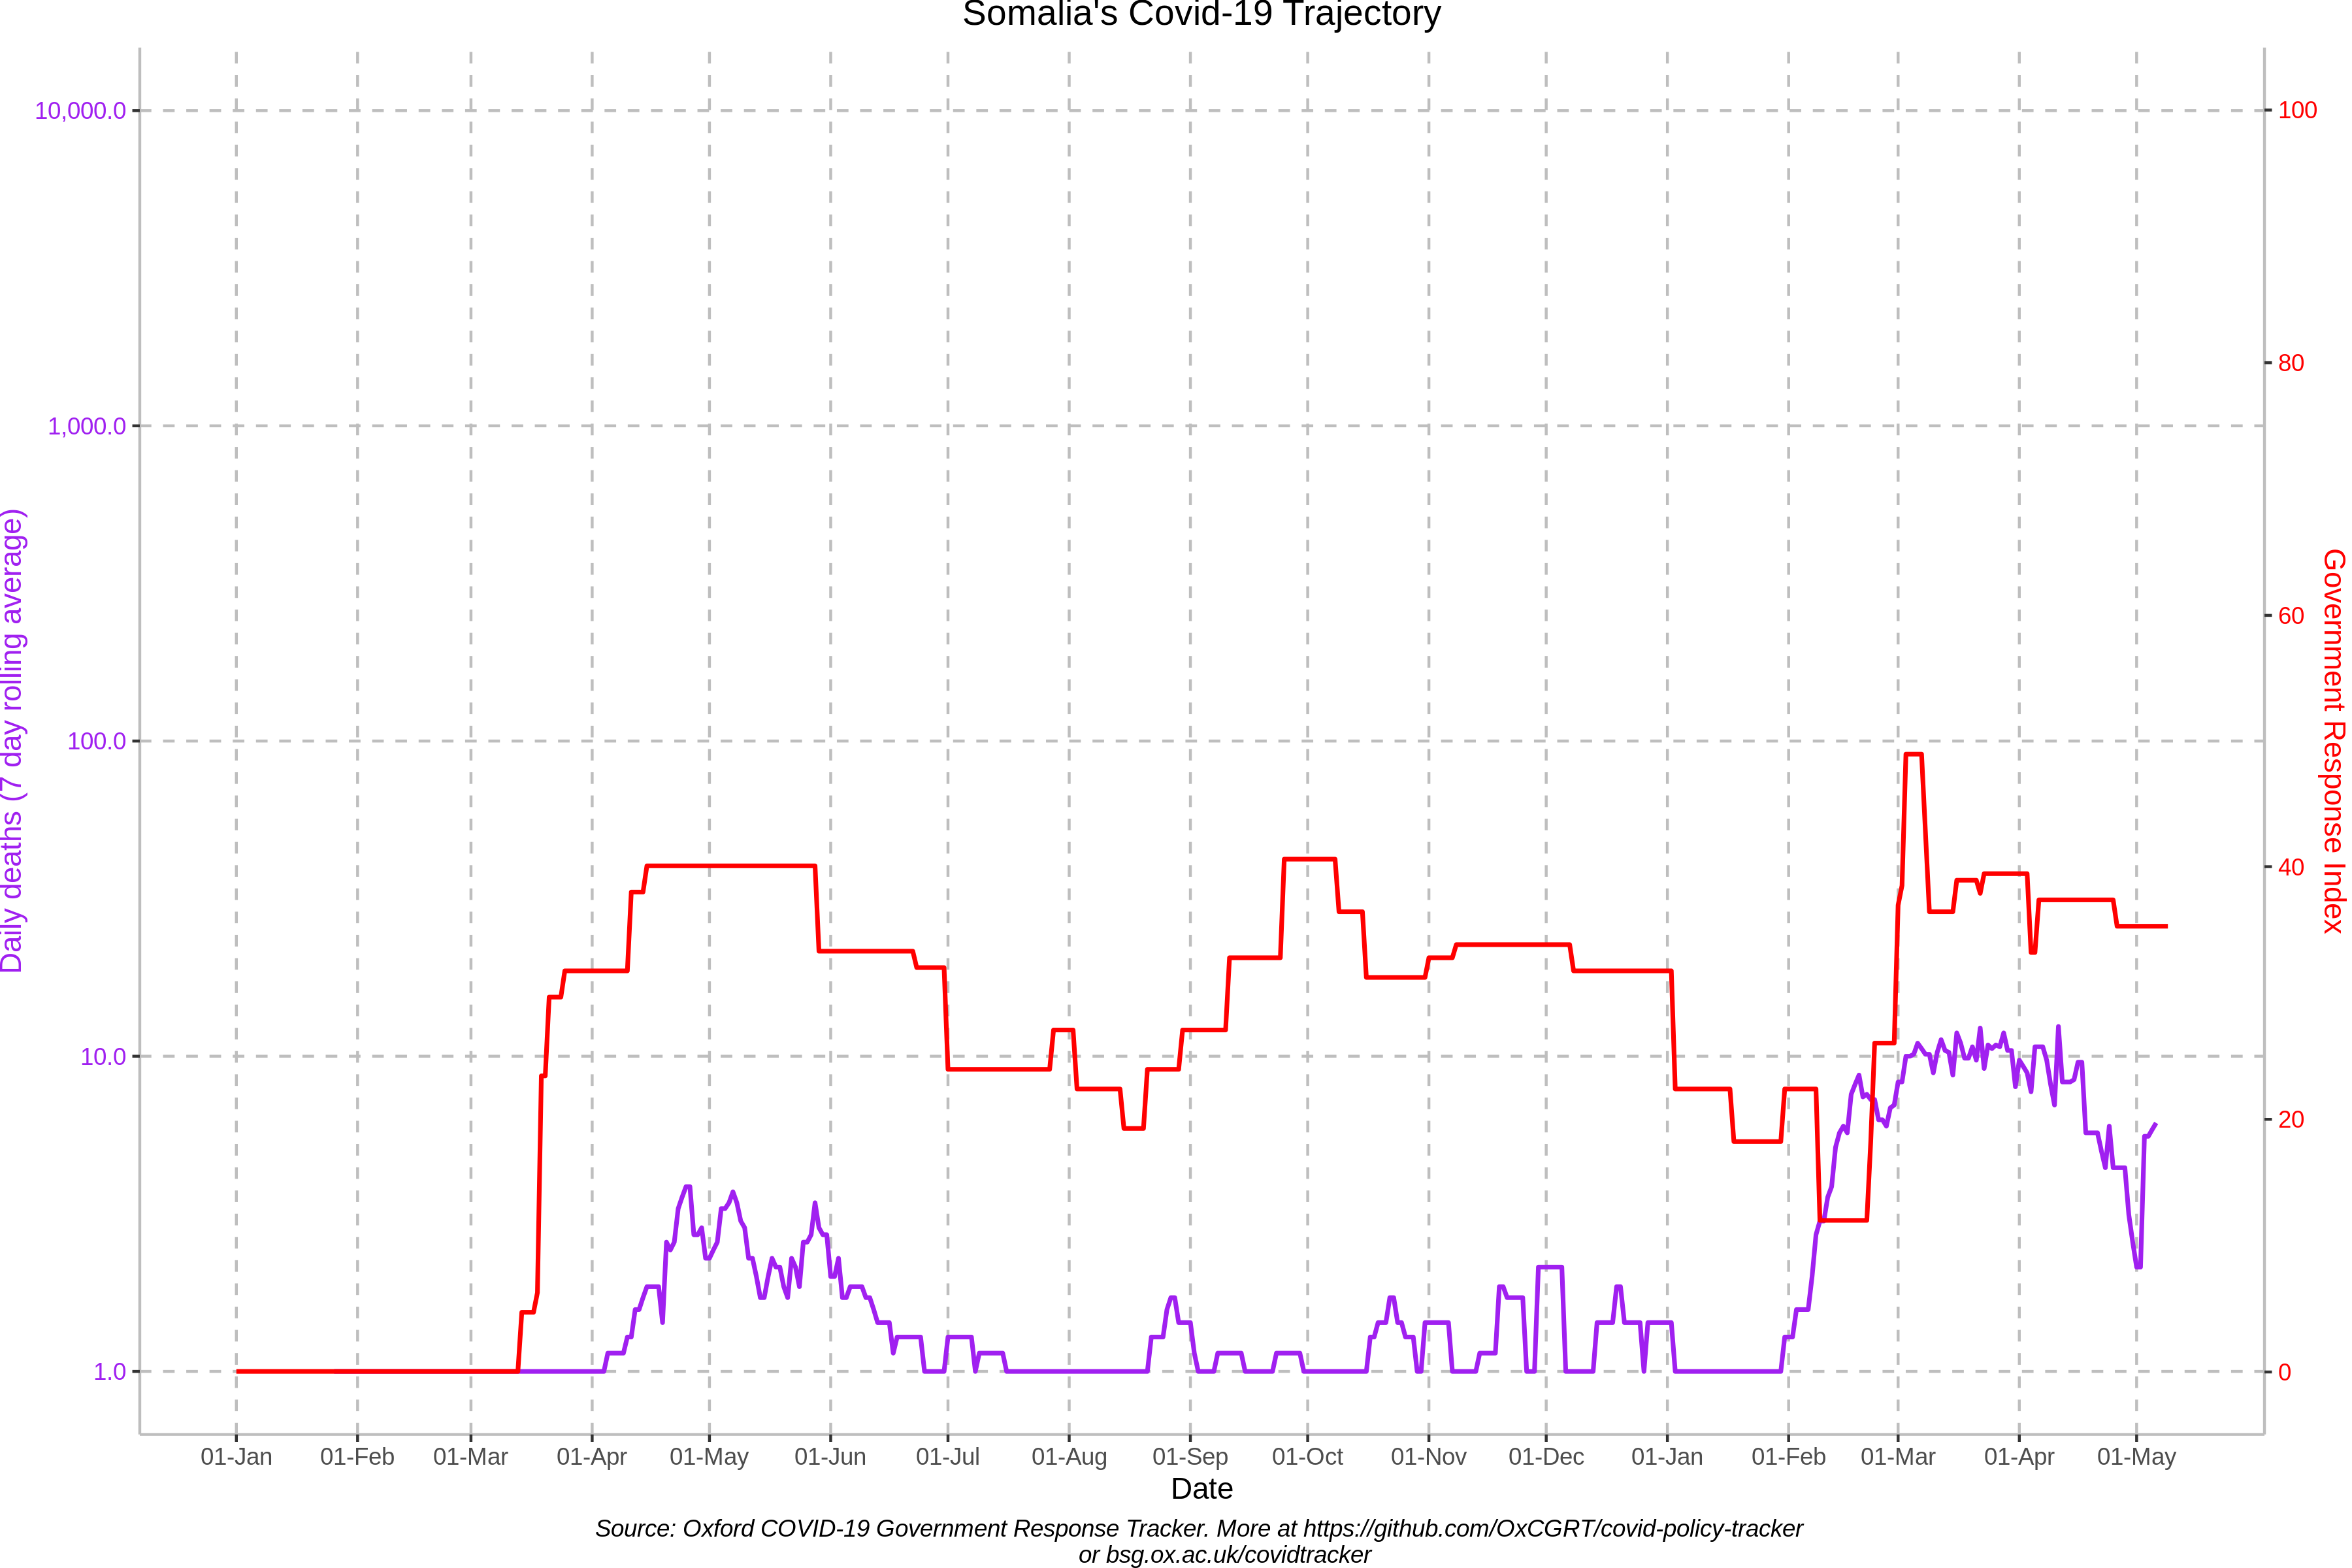 Somalia's Covid-19 Trajectory
10,000.0
1,000.0
100.0
10.0
1.0
Daily deaths (7 day rolling average)
100
80
60
40
20
0
Government Response Index
01-Jan 01-Feb 01-Mar 01-Apr 01-May 01-Jun 01-Jul 01-Aug 01-Sep 01-Oct 01-Nov 01-Dec 01-Jan 01-Feb 01-Mar 01-Apr 01-May
Date
Source: Oxford COVID-19 Government Response Tracker. More at https://github.com/OxCGRT/covid-policy-tracker
or bsg.ox.ac.uk/covidtracker